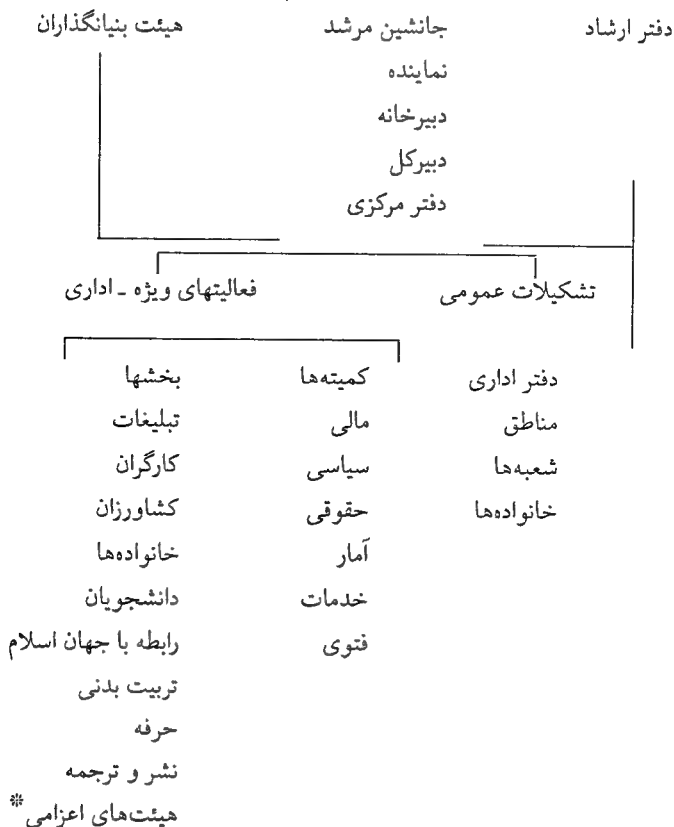 دفتر ارشاد
جانشین مرشد
هیئت بنیانگذاران
نماینده
دبیرخانه
دبیرکل
دفتر مرکزی
تشکیلات عمومی
فعالیتهای ویژه ـ اداری
دفتر اداری
مناطق
شعبه‌ها
خانواده‌ها
کمیته‌ها
مالی
سیاسی
حقوقی
آمار
خدمات
فتوی
بخشها
تبلیغات
کارگران
کشاورزان
خانواده‌ها
دانشجویان
رابطه با جهان اسلام
تربیت بدنی
حرفه
نشر و ترجمه
هیئت‌های اعزامی*